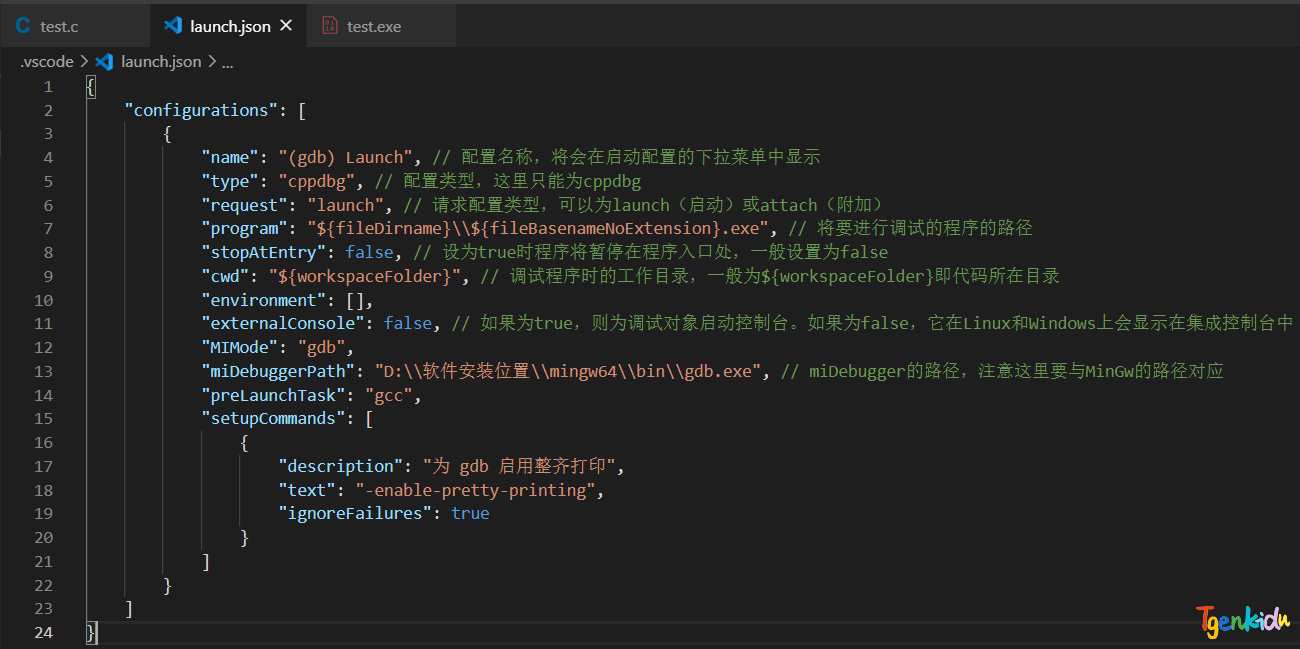 test.c launch.json test.exe
.vscode > launch.json > ...
1 {
2 "configurations": [
3 {
4 "name": "(gdb) Launch", // 配置名称，将会在启动配置的下拉菜单中显示
5 "type": "cppdbg", // 配置类型，这里只能为cppdbg
6 "request": "launch", // 请求配置类型，可以为launch（启动）或attach（附加）
7 "program": "${fileDirname}\\${fileBasenameNoExtension}.exe", // 将要进行调试的程序的路径
8 "stopAtEntry": false, // 设为true时程序将暂停在程序入口处，一般设置为false
9 "cwd": "${workspaceFolder}", // 调试程序时的工作目录，一般为${workspaceFolder}即代码所在目录
10 "environment": [],
11 "externalConsole": false, // 如果为true，则为调试对象启动控制台。如果为false，它在Linux和Windows上会显示在集成控制台中
12 "MIMode": "gdb",
13 "miDebuggerPath": "D:\\软件安装位置\\mingw64\\bin\\gdb.exe", // miDebugger的路径，注意这里要与MinGw的路径对应
14 "preLaunchTask": "gcc",
15 "setupCommands": [
16 {
17 "description": "为 gdb 启用整齐打印",
18 "text": "-enable-pretty-printing",
19 "ignoreFailures": true
20 }
21 ]
22 }
23 ]
24 }
Tgenkidu